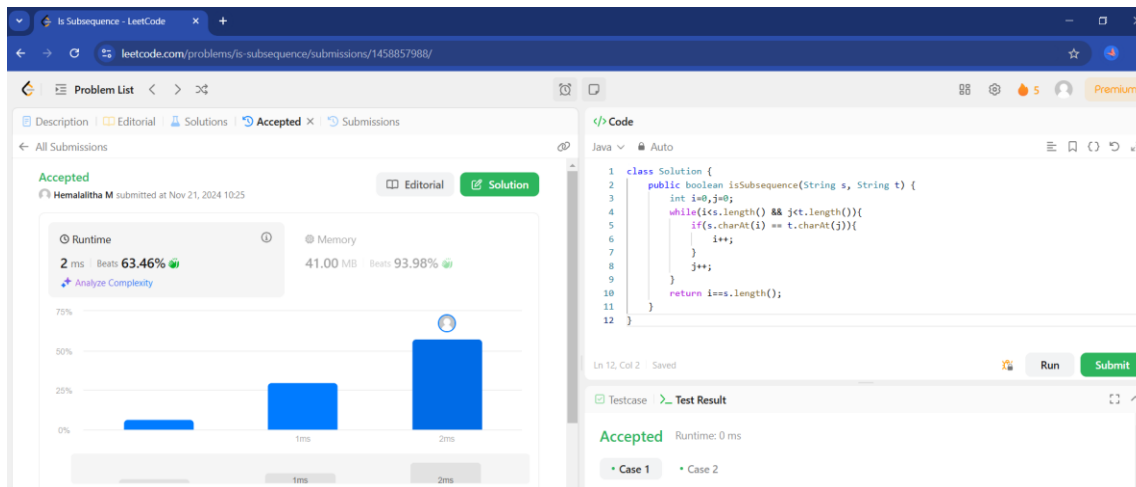 Is Subsequence - LeetCode
leetcode.com/problems/is-subsequence/submissions/1458857988/
Problem List
5
Premium
Description
Editorial
Solutions
Accepted
Submissions
All Submissions
Accepted
Hemalalitha M submitted at Nov 21, 2024 10:25
Editorial
Solution
Runtime
2 ms Beats 63.46%
Analyze Complexity
Memory
41.00 MB Beats 93.98%
75%
50%
25%
0%
1ms
2ms
1ms
2ms
</> Code
Java
Auto
1 class Solution {
2 public boolean isSubsequence(String s, String t) {
3 int i=0,j=0;
4 while(i<s.length() && j<t.length()){
5 if(s.charAt(i) == t.charAt(j)){
6 i++;
7 }
8 j++;
9 }
10 return i==s.length();
11 }
12 }
Ln 12, Col 2 Saved
Run
Submit
Testcase
Test Result
Accepted Runtime: 0 ms
• Case 1
• Case 2